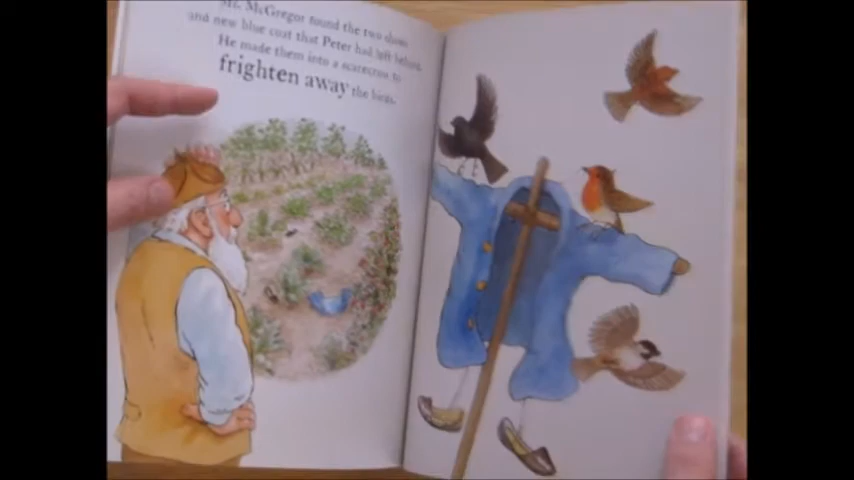 Mr. McGregor found the two shoes
and new blue coat that Peter had left behind.
He made them into a scarecrow to
frighten away the birds.